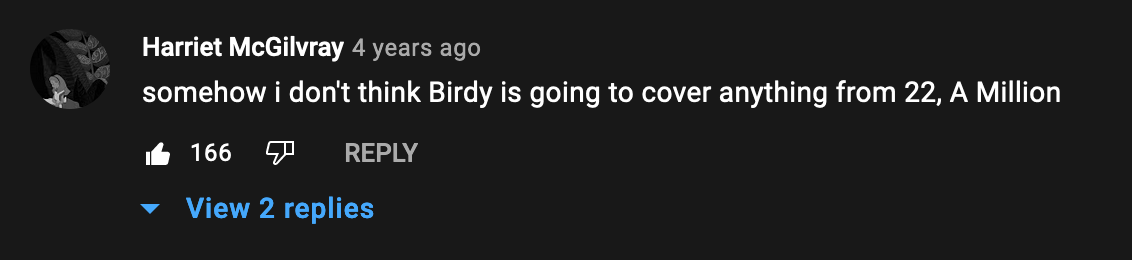 Harriet McGilvray 4 years ago
somehow i don't think Birdy is going to cover anything from 22, A Million
166 REPLY
View 2 replies